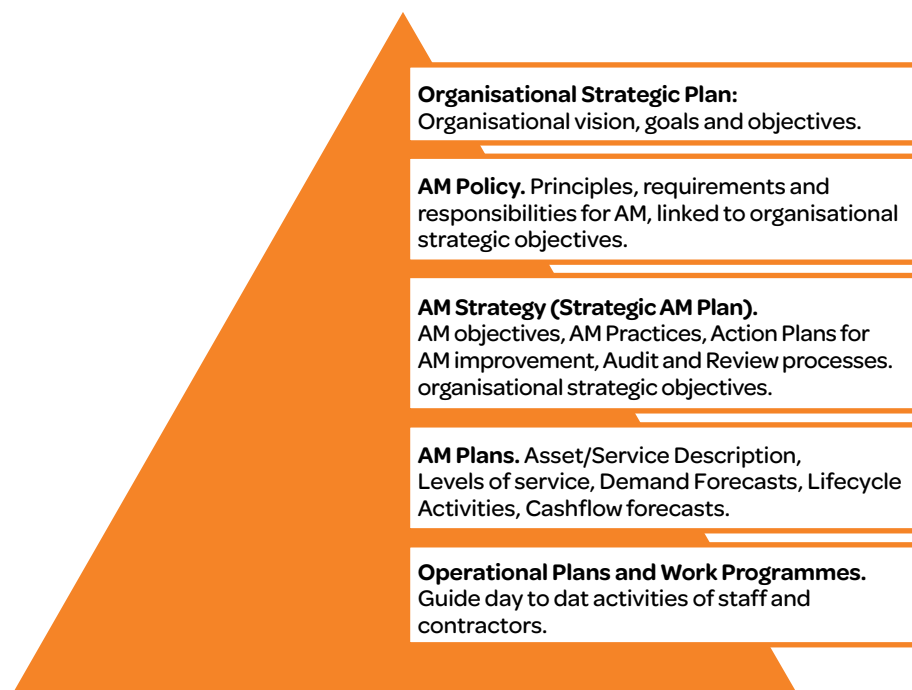 Organisational Strategic Plan:
Organisational vision, goals and objectives.
AM Policy. Principles, requirements and
responsibilities for AM, linked to organisational
strategic objectives.
AM Strategy (Strategic AM Plan).
AM objectives, AM Practices, Action Plans for
AM improvement, Audit and Review processes.
organisational strategic objectives.
AM Plans. Asset/Service Description,
Levels of service, Demand Forecasts, Lifecycle
Activities, Cashflow forecasts.
Operational Plans and Work Programmes.
Guide day to dat activities of staff and
contractors.